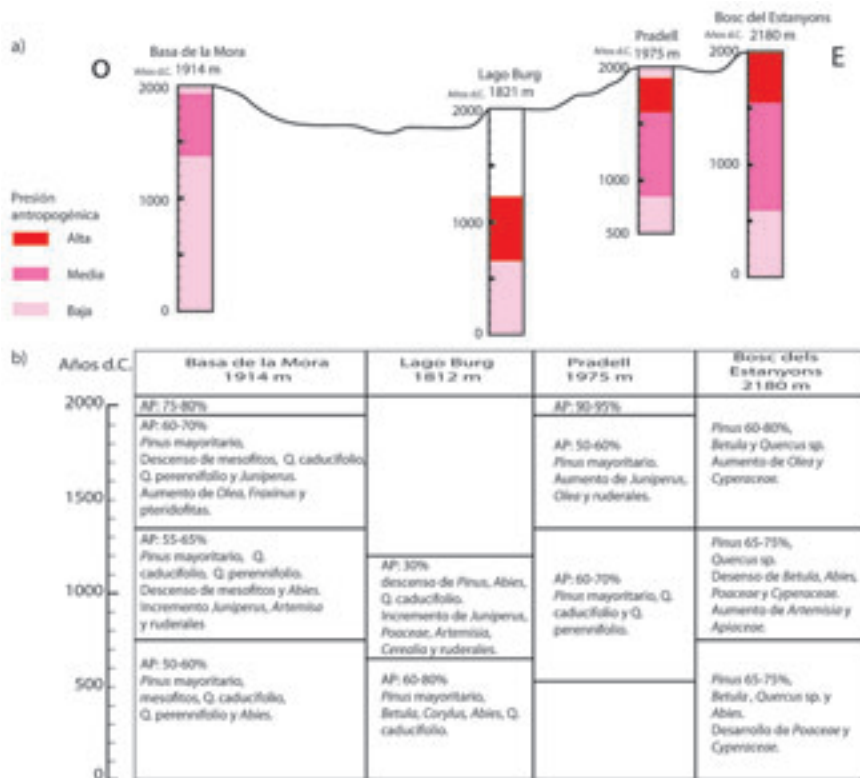 a)
O
E
Basa de la Mora
1914 m
Años d.C.
2000
1000
0
Lago Burg
1821 m
Años d.C.
2000
1000
0
Pradell
1975 m
Años d.C.
2000
1000
500
Bosc del Estanyons
2180 m
Años d.C.
2000
1000
0
Presión
antropogénica
Alta
Media
Baja
b)
Años d.C.
2000
1500
1000
500
0
Basa de la Mora
1914 m
AP: 75-80%
AP: 60-70%
Pinus mayoritario,
Descenso de mesofitos, Q. caducifolio,
Q. perennifolio y Juniperus.
Aumento de Olea, Fraxinus y
pteridofitas.
AP: 55-65%
Pinus mayoritario, Q.
caducifolio, Q. perennifolio.
Descenso de mesofitos y Abies.
Incremento Juniperus, Artemisa
y ruderales
AP: 50-60%
Pinus mayoritario,
mesofitos, Q. caducifolio,
Q. perennifolio y Abies.
Lago Burg
1812 m
AP: 30%
descenso de Pinus, Abies,
Q. caducifolio.
Incremento de Juniperus,
Poaceae, Artemisia,
Cerealia y ruderales.
AP: 60-80%
Pinus mayoritario,
Betula, Corylus, Abies, Q.
caducifolio.
Pradell
1975 m
AP: 90-95%
AP: 50-60%
Pinus mayoritario.
Aumento de Juniperus,
Olea y ruderales.
AP: 60-70%
Pinus mayoritario, Q.
caducifolio y Q.
perennifolio.
Bosc dels
Estanyons
2180 m
Pinus 60-80%,
Betula y Quercus sp.
Aumento de Olea y
Cyperaceae.
Pinus 65-75%,
Quercus sp.
Desenso de Betula, Abies,
Poaceae y Cyperaceae.
Aumento de Artemisia y
Apiaceae.
Pinus 65-75%,
Betula , Quercus sp. y
Abies.
Desarrollo de Poaceae y
Cyperaceae.